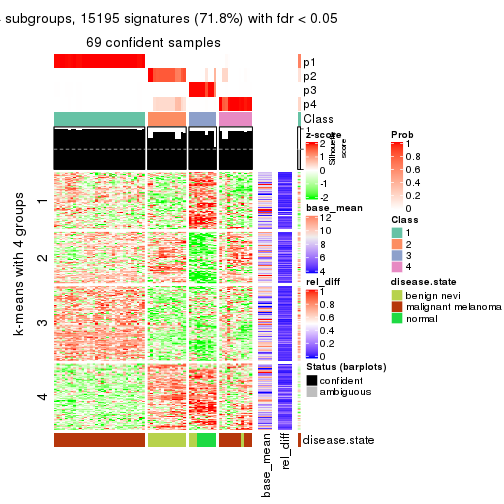 subgroups, 15195 signatures (71.8%) with fdr < 0.05
69 confident samples
p1
p2
p3
p4
Class
Silhouette
score
1
k-means with 4 groups
1
2
3
4
z-score
2
1
0
-1
-2
base_mean
12
10
8
6
4
rel_diff
1
0.8
0.6
0.4
0.2
0
Status (barplots)
confident
ambiguous
Prob
1
0.8
0.6
0.4
0.2
0
Class
1
2
3
4
disease.state
benign nevi
malignant melanoma
normal
disease.state
base_mean
rel_diff